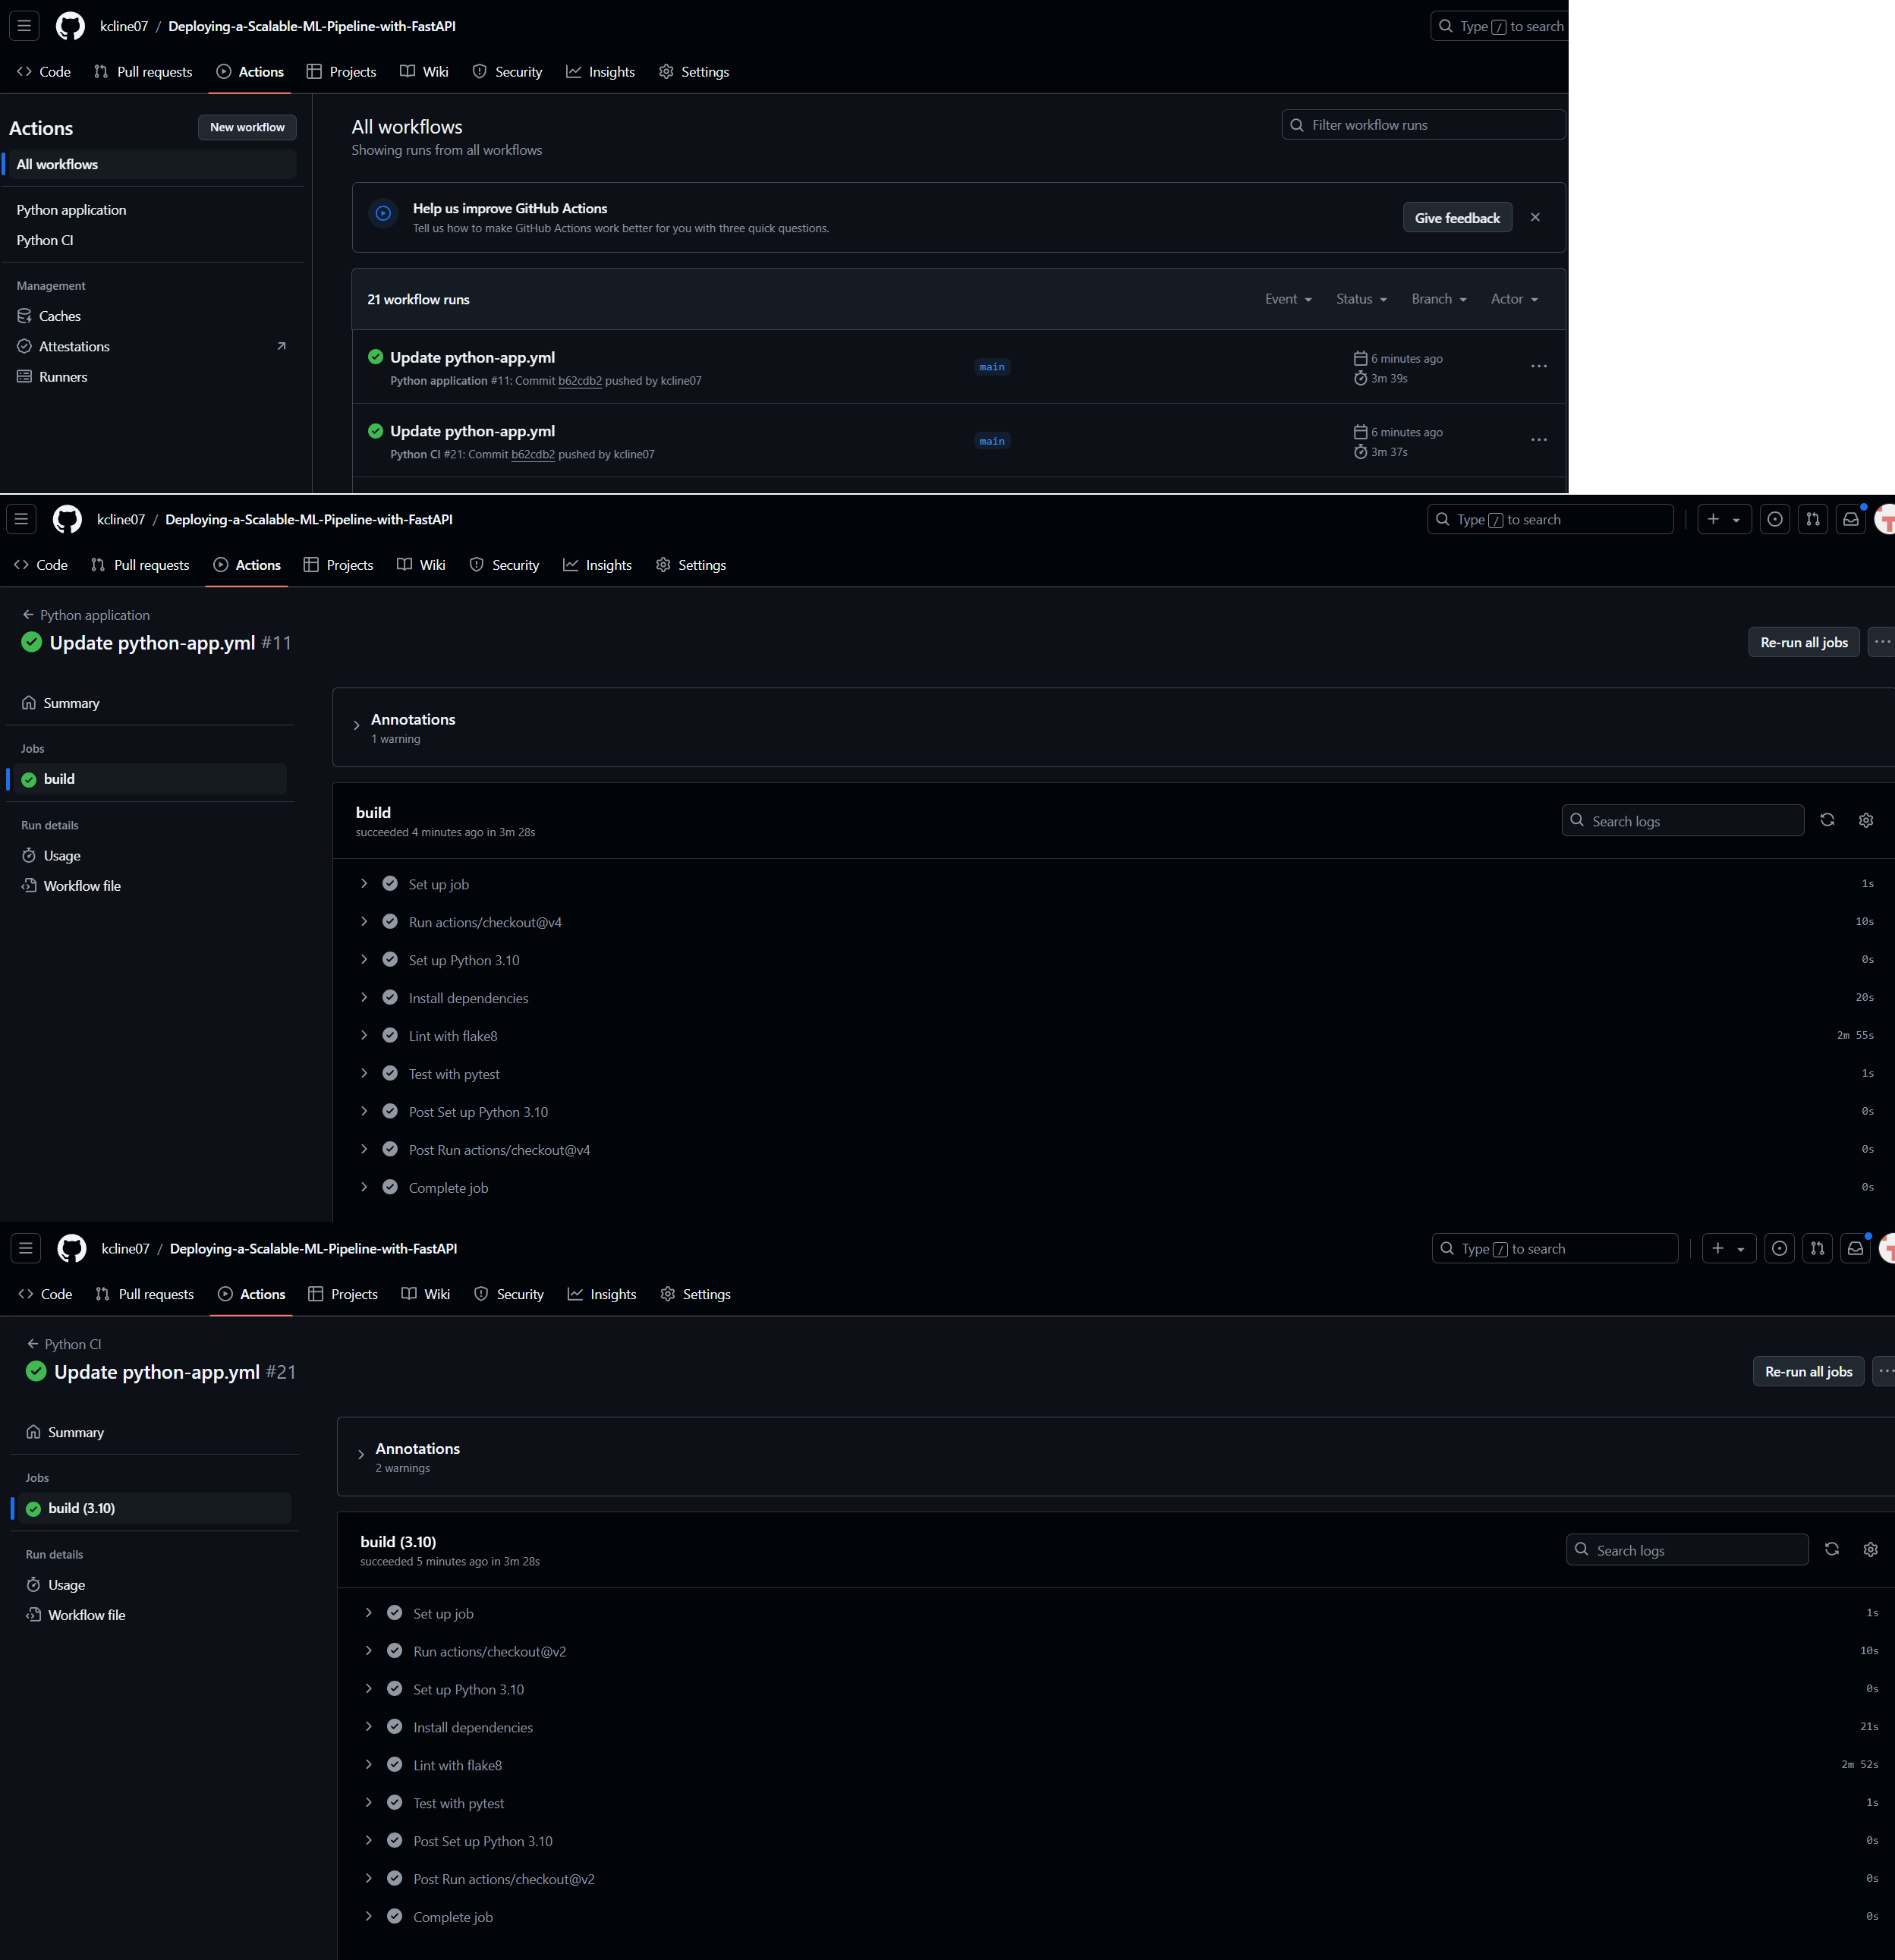 kcline07 / Deploying-a-Scalable-ML-Pipeline-with-FastAPI
Type / to search
Code Pull requests Actions Projects Wiki Security Insights Settings
Actions
New workflow
All workflows
Python application
Python CI
Management
Caches
Attestations
Runners
All workflows
Showing runs from all workflows
Filter workflow runs
Help us improve GitHub Actions
Tell us how to make GitHub Actions work better for you with three quick questions.
Give feedback
21 workflow runs
Event Status Branch Actor
Update python-app.yml
Python application #11: Commit b62cdb2 pushed by kcline07
main
6 minutes ago
3m 39s
Update python-app.yml
Python CI #21: Commit b62cdb2 pushed by kcline07
main
6 minutes ago
3m 37s
kcline07 / Deploying-a-Scalable-ML-Pipeline-with-FastAPI
Type / to search
Code Pull requests Actions Projects Wiki Security Insights Settings
Python application
Update python-app.yml #11
Re-run all jobs
Summary
Jobs
build
Run details
Usage
Workflow file
Annotations
1 warning
build
succeeded 4 minutes ago in 3m 28s
Search logs
Set up job 1s
Run actions/checkout@v4 10s
Set up Python 3.10 0s
Install dependencies 20s
Lint with flake8 2m 55s
Test with pytest 1s
Post Set up Python 3.10 0s
Post Run actions/checkout@v4 0s
Complete job 0s
kcline07 / Deploying-a-Scalable-ML-Pipeline-with-FastAPI
Type / to search
Code Pull requests Actions Projects Wiki Security Insights Settings
Python CI
Update python-app.yml #21
Re-run all jobs
Summary
Jobs
build (3.10)
Run details
Usage
Workflow file
Annotations
2 warnings
build (3.10)
succeeded 5 minutes ago in 3m 28s
Search logs
Set up job 1s
Run actions/checkout@v2 10s
Set up Python 3.10 0s
Install dependencies 21s
Lint with flake8 2m 52s
Test with pytest 1s
Post Set up Python 3.10 0s
Post Run actions/checkout@v2 0s
Complete job 0s